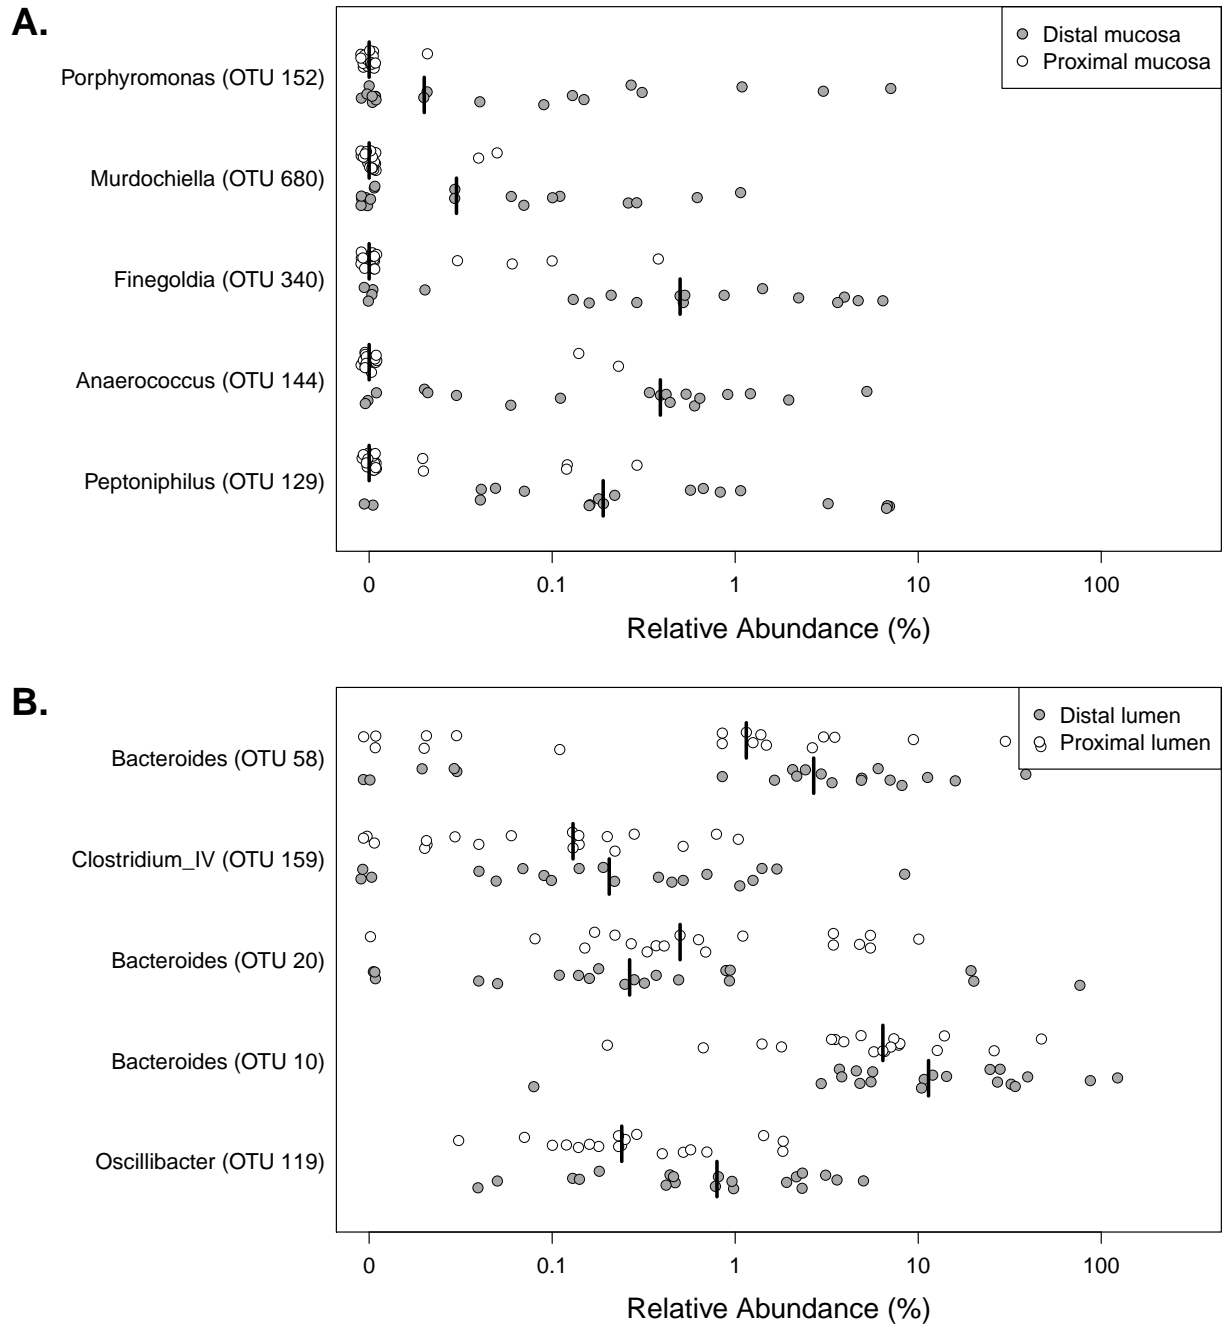 A.
Distal mucosa
Proximal mucosa
Porphyromonas (OTU 152)
Murdochiella (OTU 680)
Finegoldia (OTU 340)
Anaerococcus (OTU 144)
Peptoniphilus (OTU 129)
0 0.1 1 10 100
Relative Abundance (%)
B.
Distal lumen
Proximal lumen
Bacteroides (OTU 58)
Clostridium_IV (OTU 159)
Bacteroides (OTU 20)
Bacteroides (OTU 10)
Oscillibacter (OTU 119)
0 0.1 1 10 100
Relative Abundance (%)